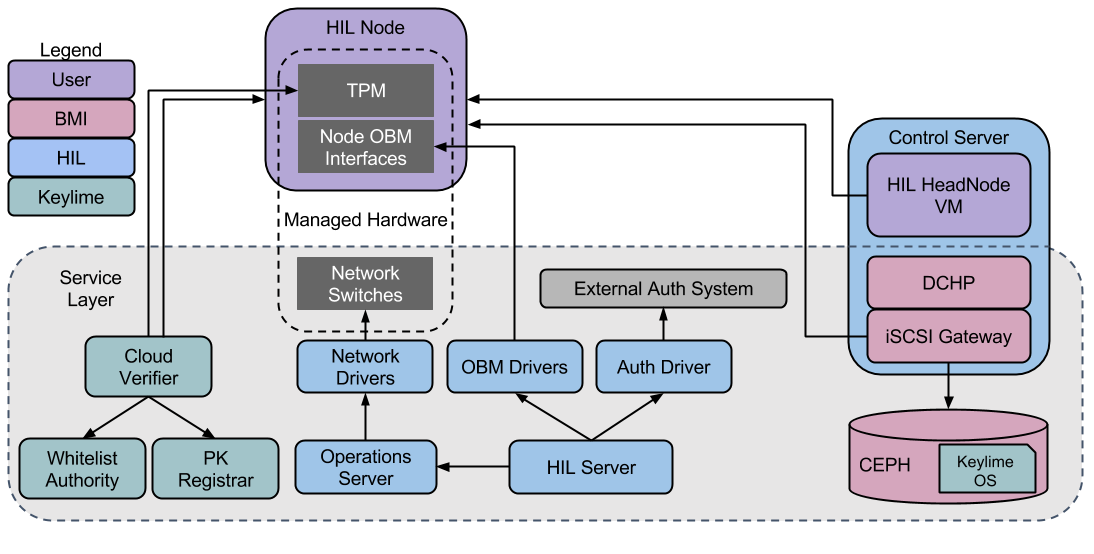 Legend
User
BMI
HIL
Keylime
HIL Node
TPM
Node OBM
Interfaces
Managed Hardware
Control Server
HIL HeadNode
VM
Service
Layer
Network
Switches
External Auth System
DCHP
iSCSI Gateway
Cloud
Verifier
Network
Drivers
OBM Drivers
Auth Driver
Whitelist
Authority
PK
Registrar
Operations
Server
HIL Server
CEPH
Keylime
OS